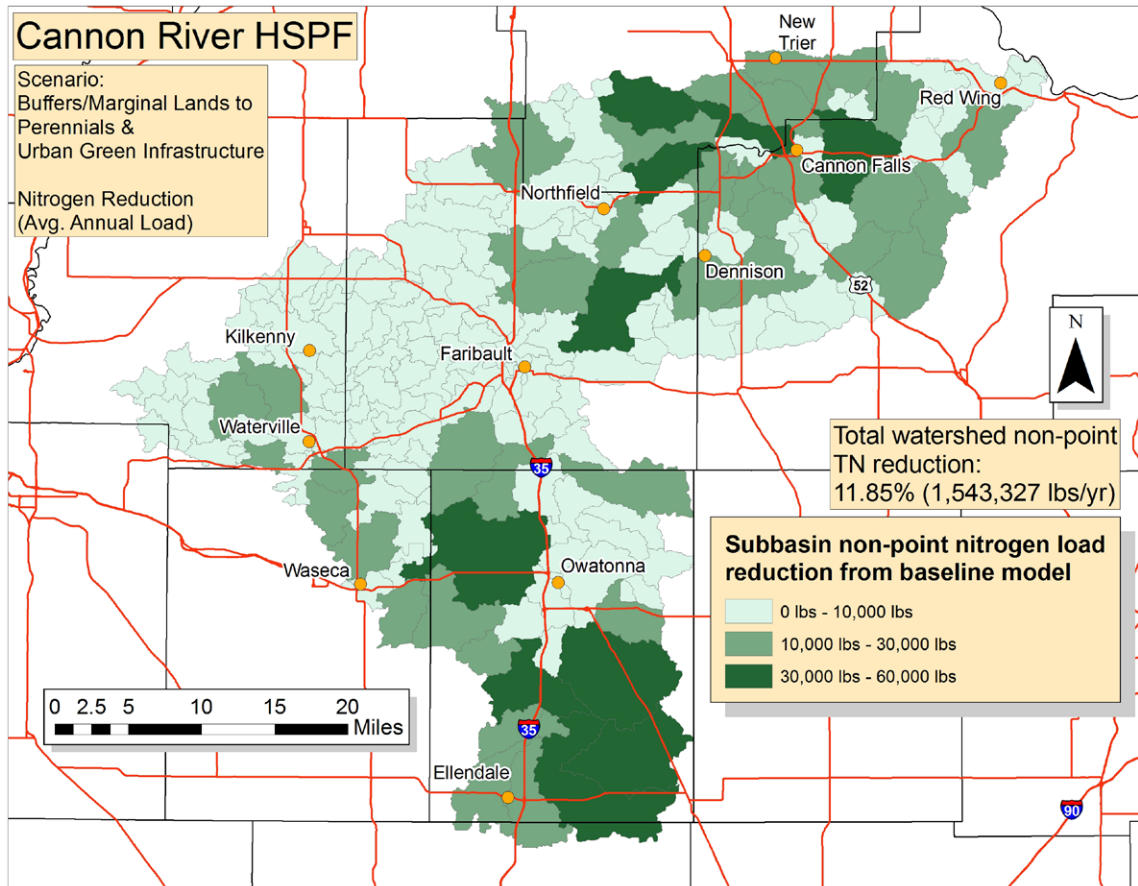 Cannon River HSPF
Scenario:
Buffers/Marginal Lands to
Perennials &
Urban Green Infrastructure
Nitrogen Reduction
(Avg. Annual Load)
New
Trier
Red Wing
Cannon Falls
Northfield
Dennison
52
Kilkenny
Faribault
N
Waterville
35
Total watershed non-point
TN reduction:
11.85% (1,543,327 lbs/yr)
Waseca
Owatonna
Subbasin non-point nitrogen load
reduction from baseline model
0 lbs - 10,000 lbs
10,000 lbs - 30,000 lbs
30,000 lbs - 60,000 lbs
0 2.5 5 10 15 20
Miles
35
Ellendale
90